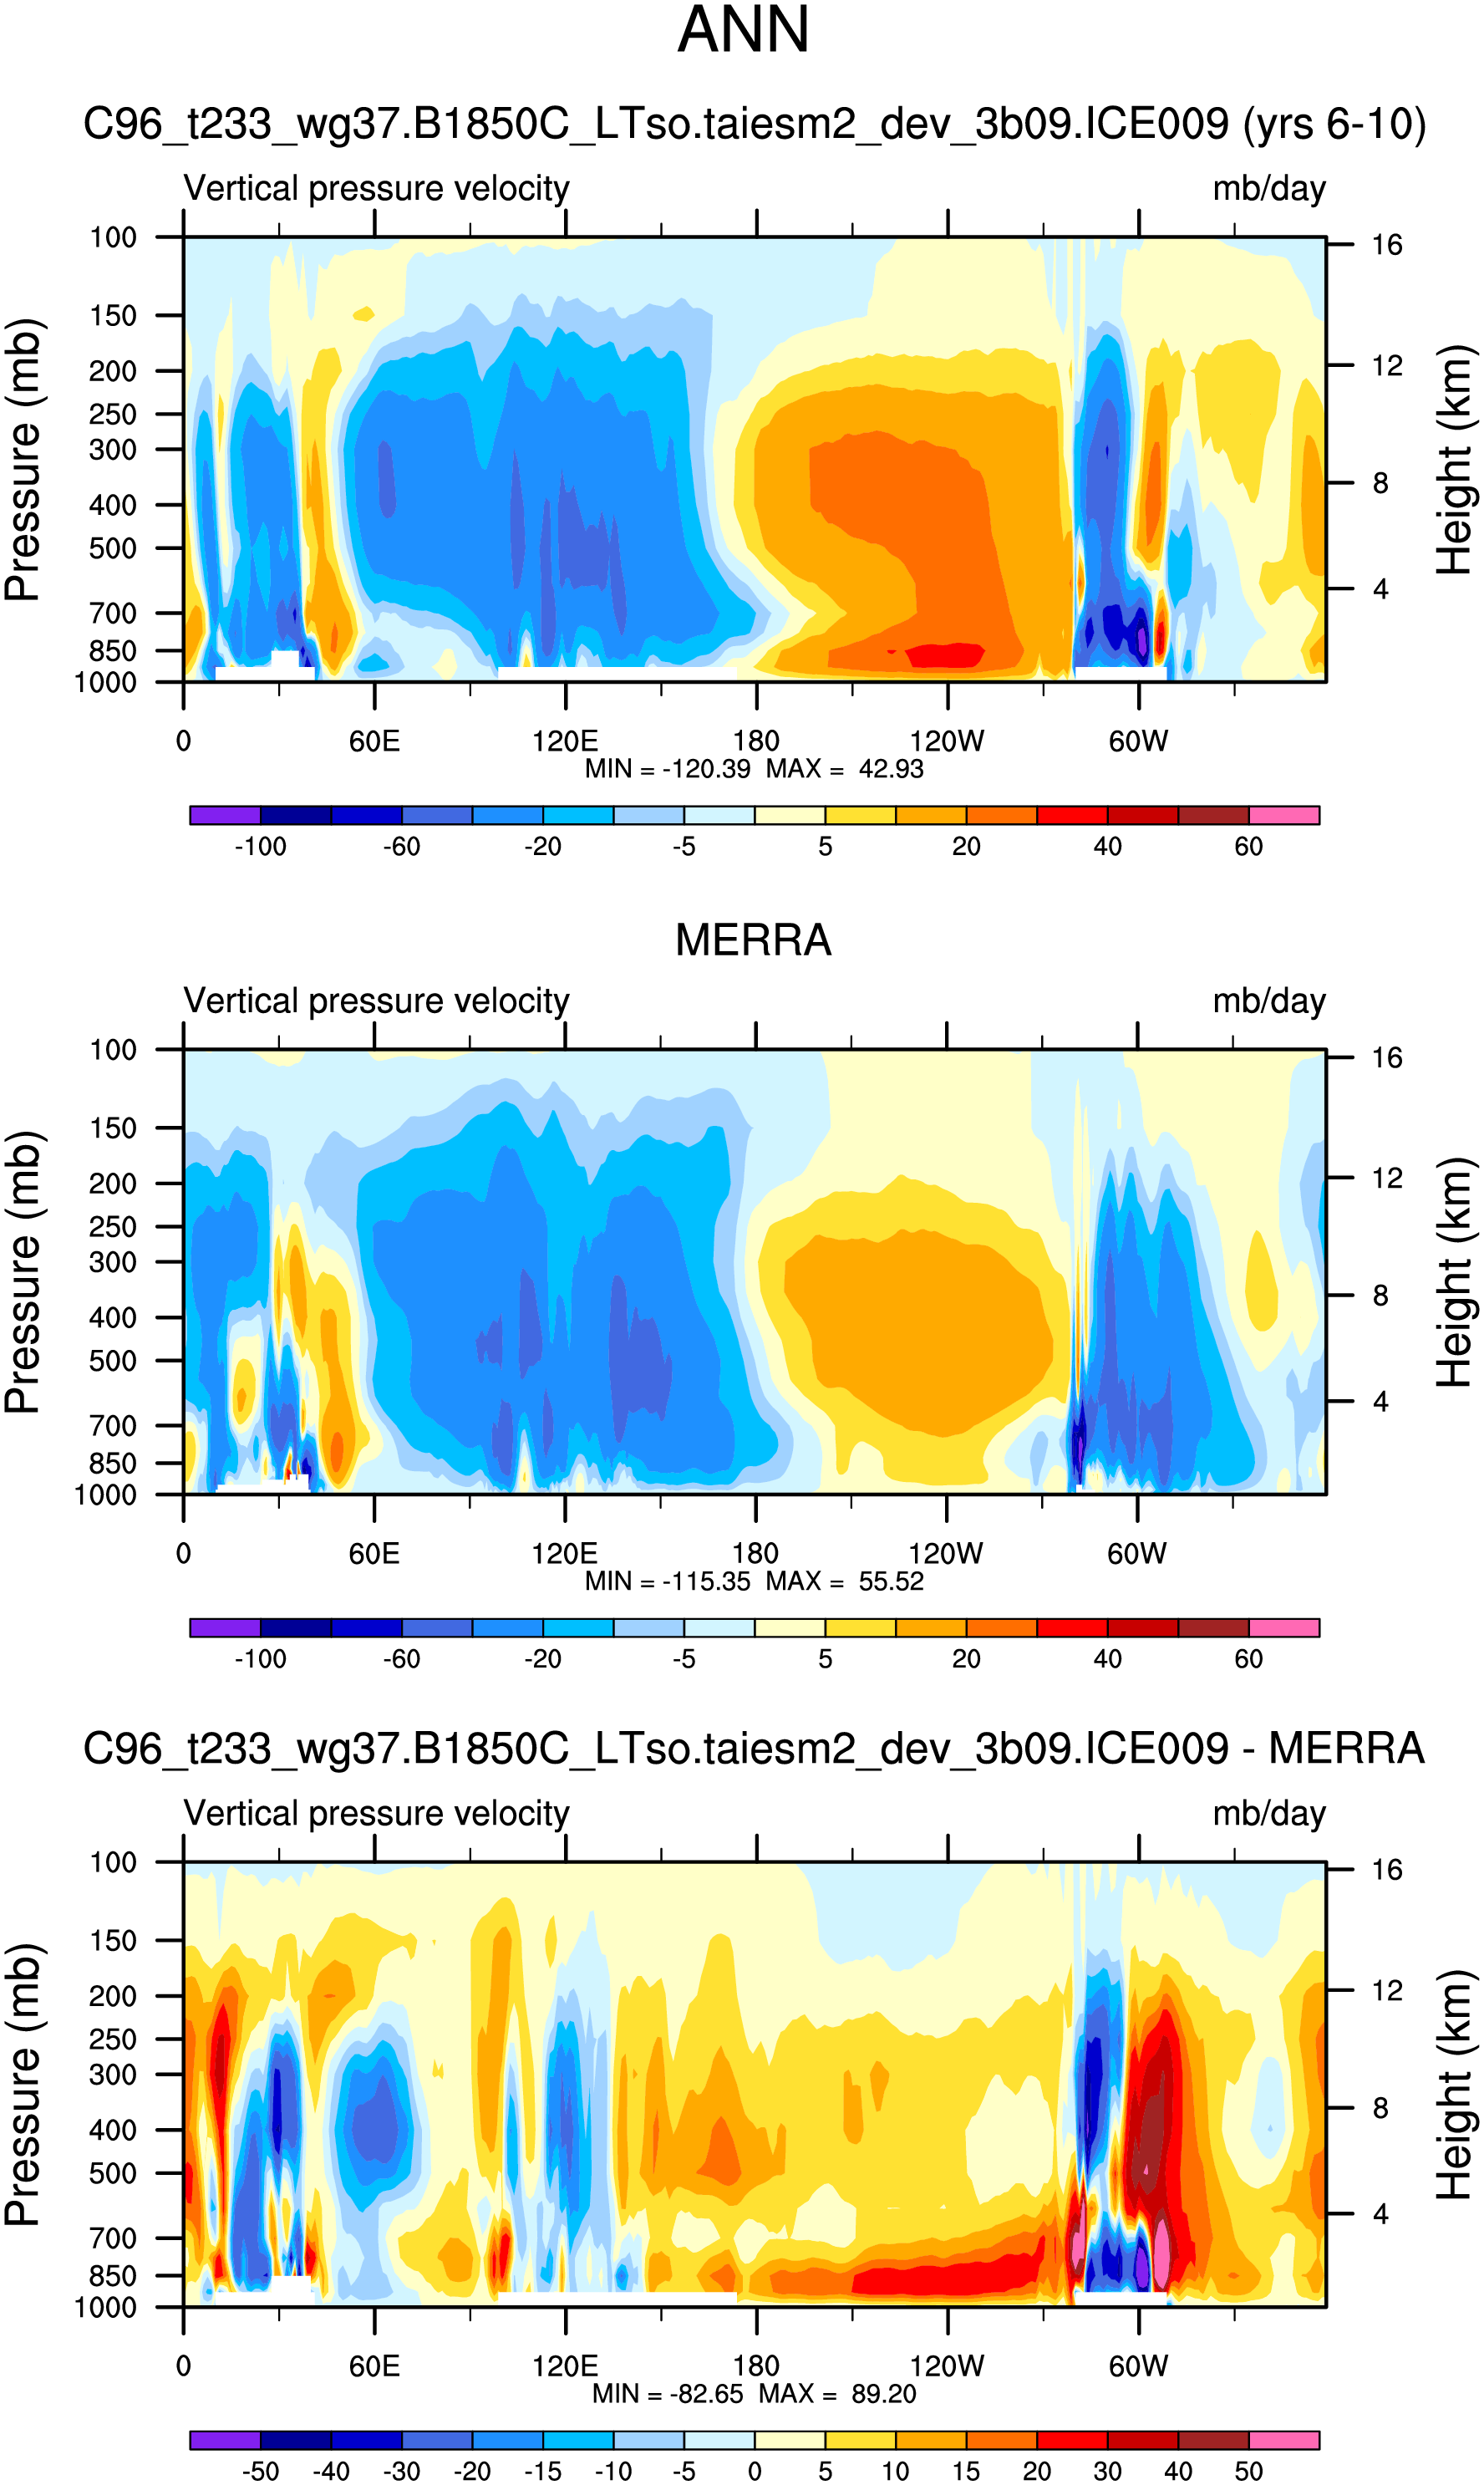 ANN
C96_t233_wg37.B1850C_LTso.taiesm2_dev_3b09.ICE009 (yrs 6-10)
Vertical pressure velocity mb/day
Pressure (mb)
100
150
200
250
300
400
500
700
850
1000
16
12
8
4
Height (km)
0 60E 120E 180 120W 60W
MIN = -120.39 MAX = 42.93
-100 -60 -20 -5 5 20 40 60
MERRA
Vertical pressure velocity mb/day
Pressure (mb)
100
150
200
250
300
400
500
700
850
1000
16
12
8
4
Height (km)
0 60E 120E 180 120W 60W
MIN = -115.35 MAX = 55.52
-100 -60 -20 -5 5 20 40 60
C96_t233_wg37.B1850C_LTso.taiesm2_dev_3b09.ICE009 - MERRA
Vertical pressure velocity mb/day
Pressure (mb)
100
150
200
250
300
400
500
700
850
1000
16
12
8
4
Height (km)
0 60E 120E 180 120W 60W
MIN = -82.65 MAX = 89.20
-50 -40 -30 -20 -15 -10 -5 0 5 10 15 20 30 40 50